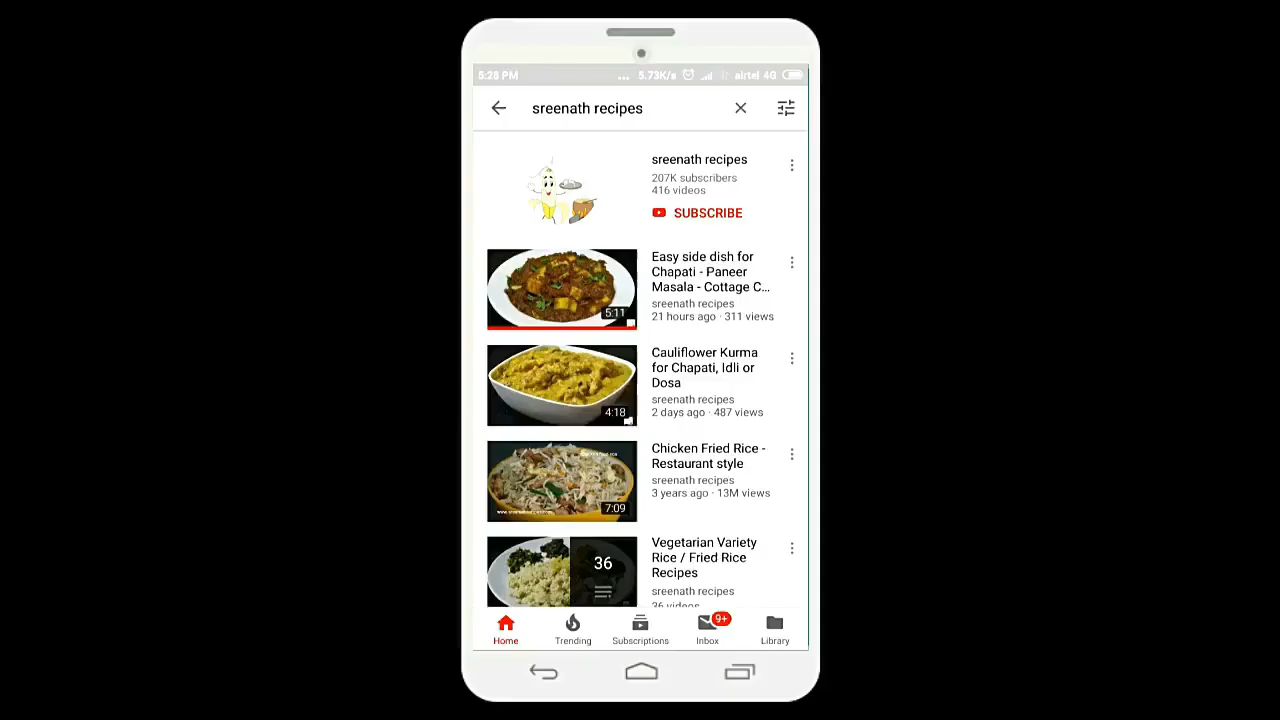 5:28 PM
... 5.73K/s airtel 4G
sreenath recipes
sreenath recipes
207K subscribers
416 videos
SUBSCRIBE
Easy side dish for
Chapati - Paneer
Masala - Cottage C...
sreenath recipes
21 hours ago · 311 views
5:11
Cauliflower Kurma
for Chapati, Idli or
Dosa
sreenath recipes
2 days ago · 487 views
4:18
Chicken Fried Rice -
Restaurant style
sreenath recipes
3 years ago · 13M views
7:09
Vegetarian Variety
Rice / Fried Rice
Recipes
sreenath recipes
36 videos
36
9+
Home
Trending
Subscriptions
Inbox
Library